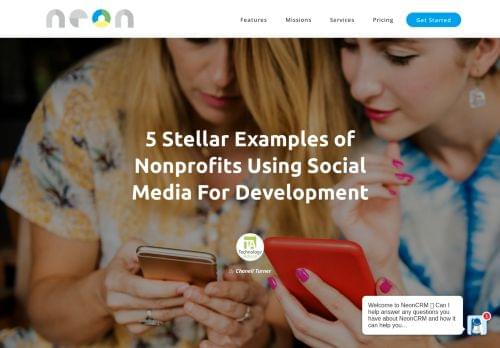 neon
Features
Missions
Services
Pricing
Get Started
5 Stellar Examples of
Nonprofits Using Social
Media For Development
TA
Technology
By Chanell Turner
Welcome to NeonCRM Can I
help answer any questions you
have about NeonCRM and how it
can help you...
1